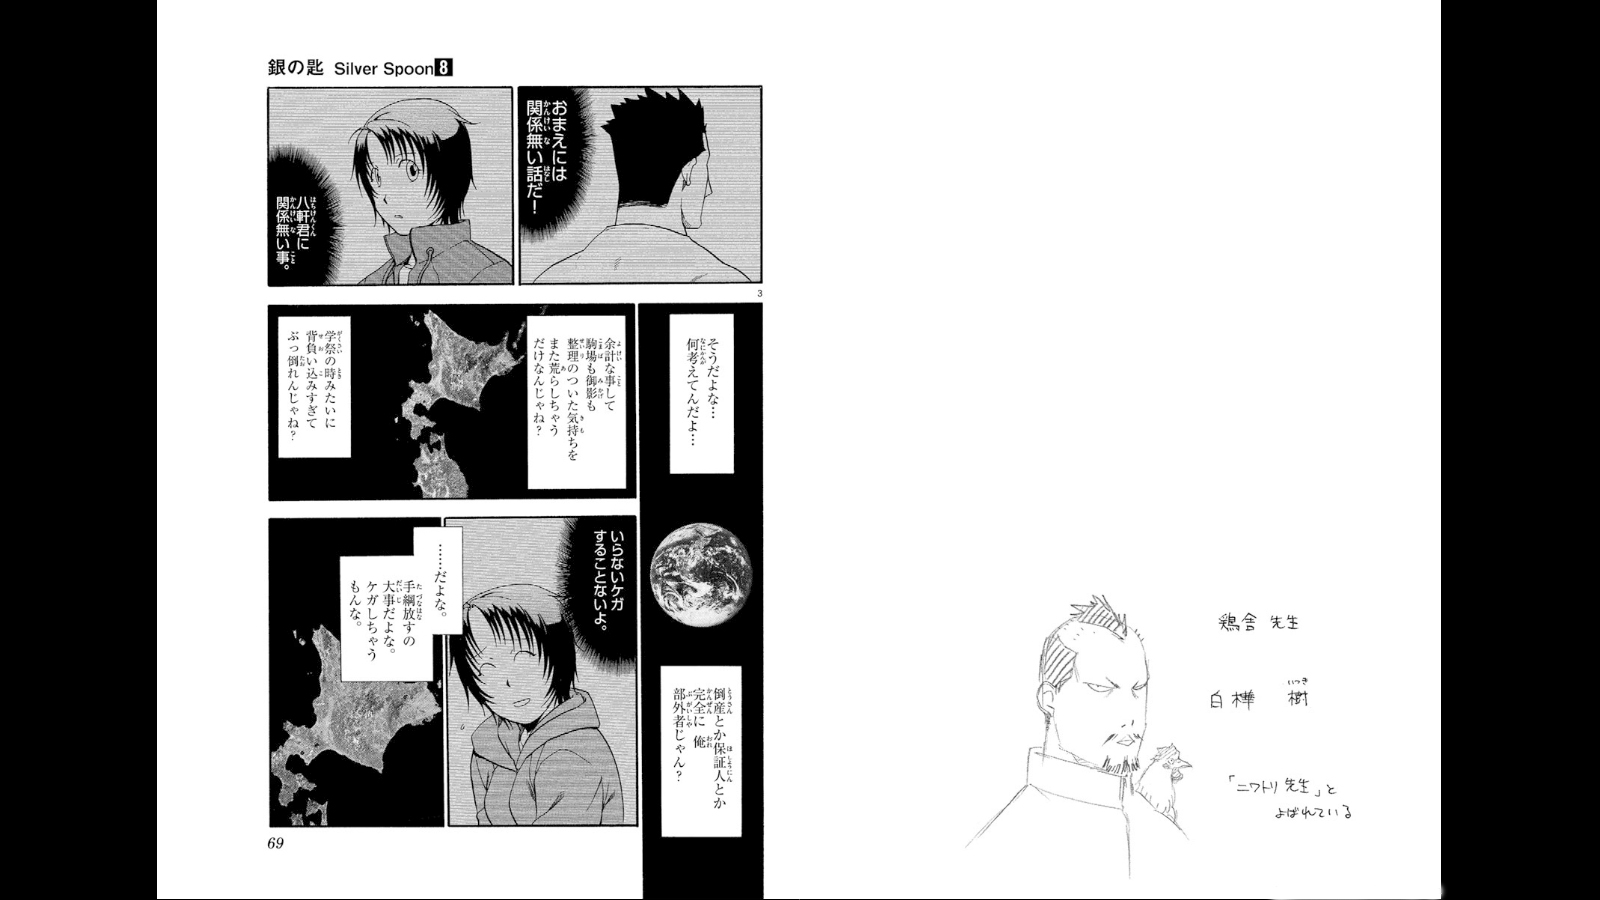 銀の匙 Silver Spoon 8
おまえには
関係無い話だ！
八軒君に
関係無い事。
3
そうだよな…
何考えてんだよ…
倒産とか保証人とか
完全に 俺
部外者じゃん？
余計な事して
駒場も御影も
整理のついた気持ちを
また荒らしちゃう
だけなんじゃね？
学祭の時みたいに
背負い込みすぎて
ぶっ倒れんじゃね？
いらないケガ
することないよ。
……だよな。
手綱放すの
大事だよな。
ケガしちゃう
もんな。
69
鶏舎 先生
白樺 樹
「ニワトリ先生」と
よばれている